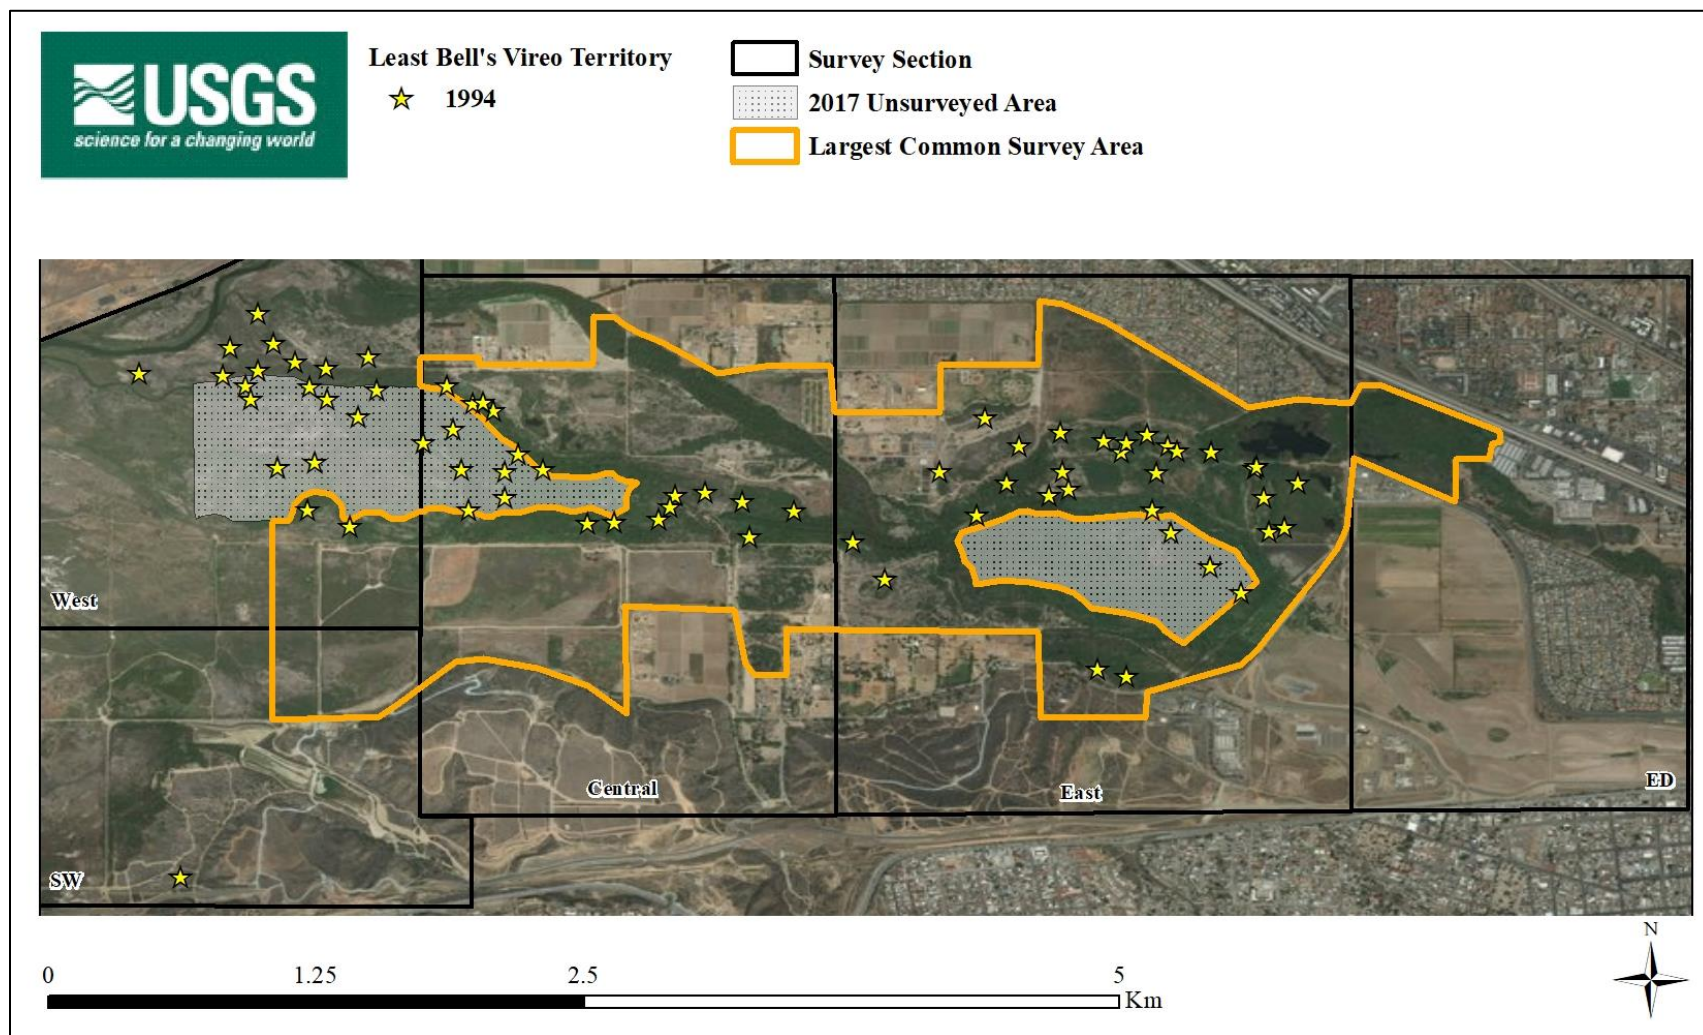 USGS
science for a changing world
Least Bell's Vireo Territory
1994
Survey Section
2017 Unsurveyed Area
Largest Common Survey Area
West
Central
East
ED
SW
N
0 1.25 2.5 5
Km